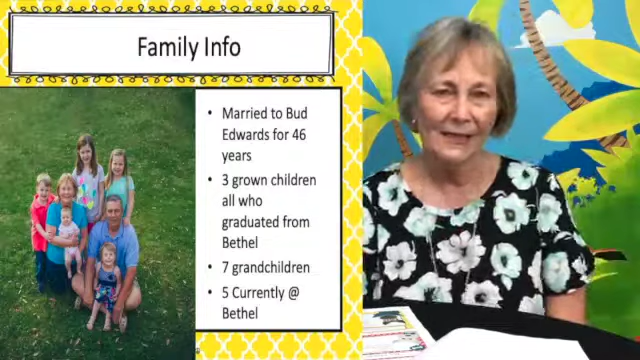 Family Info
• Married to Bud
Edwards for 46
years
• 3 grown children
all who
graduated from
Bethel
• 7 grandchildren
• 5 Currently @
Bethel